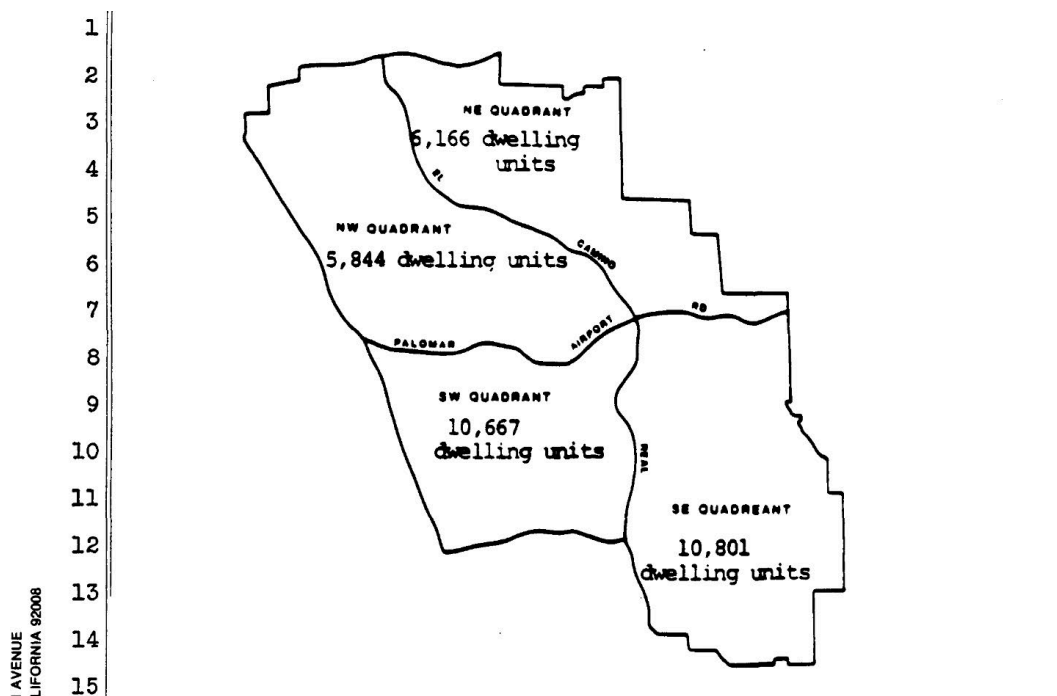 1
2
3
4
5
6
7
8
9
10
11
12
13
14
15
NE QUADRANT
6,166 dwelling
units
EL
NW QUADRANT
CAMINO
5,844 dwelling units
RD
AIRPORT
PALOMAR
SW QUADRANT
10,667
dwelling units
REAL
SE QUADREANT
10,801
dwelling units
AVENUE
LIFORNIA 92008